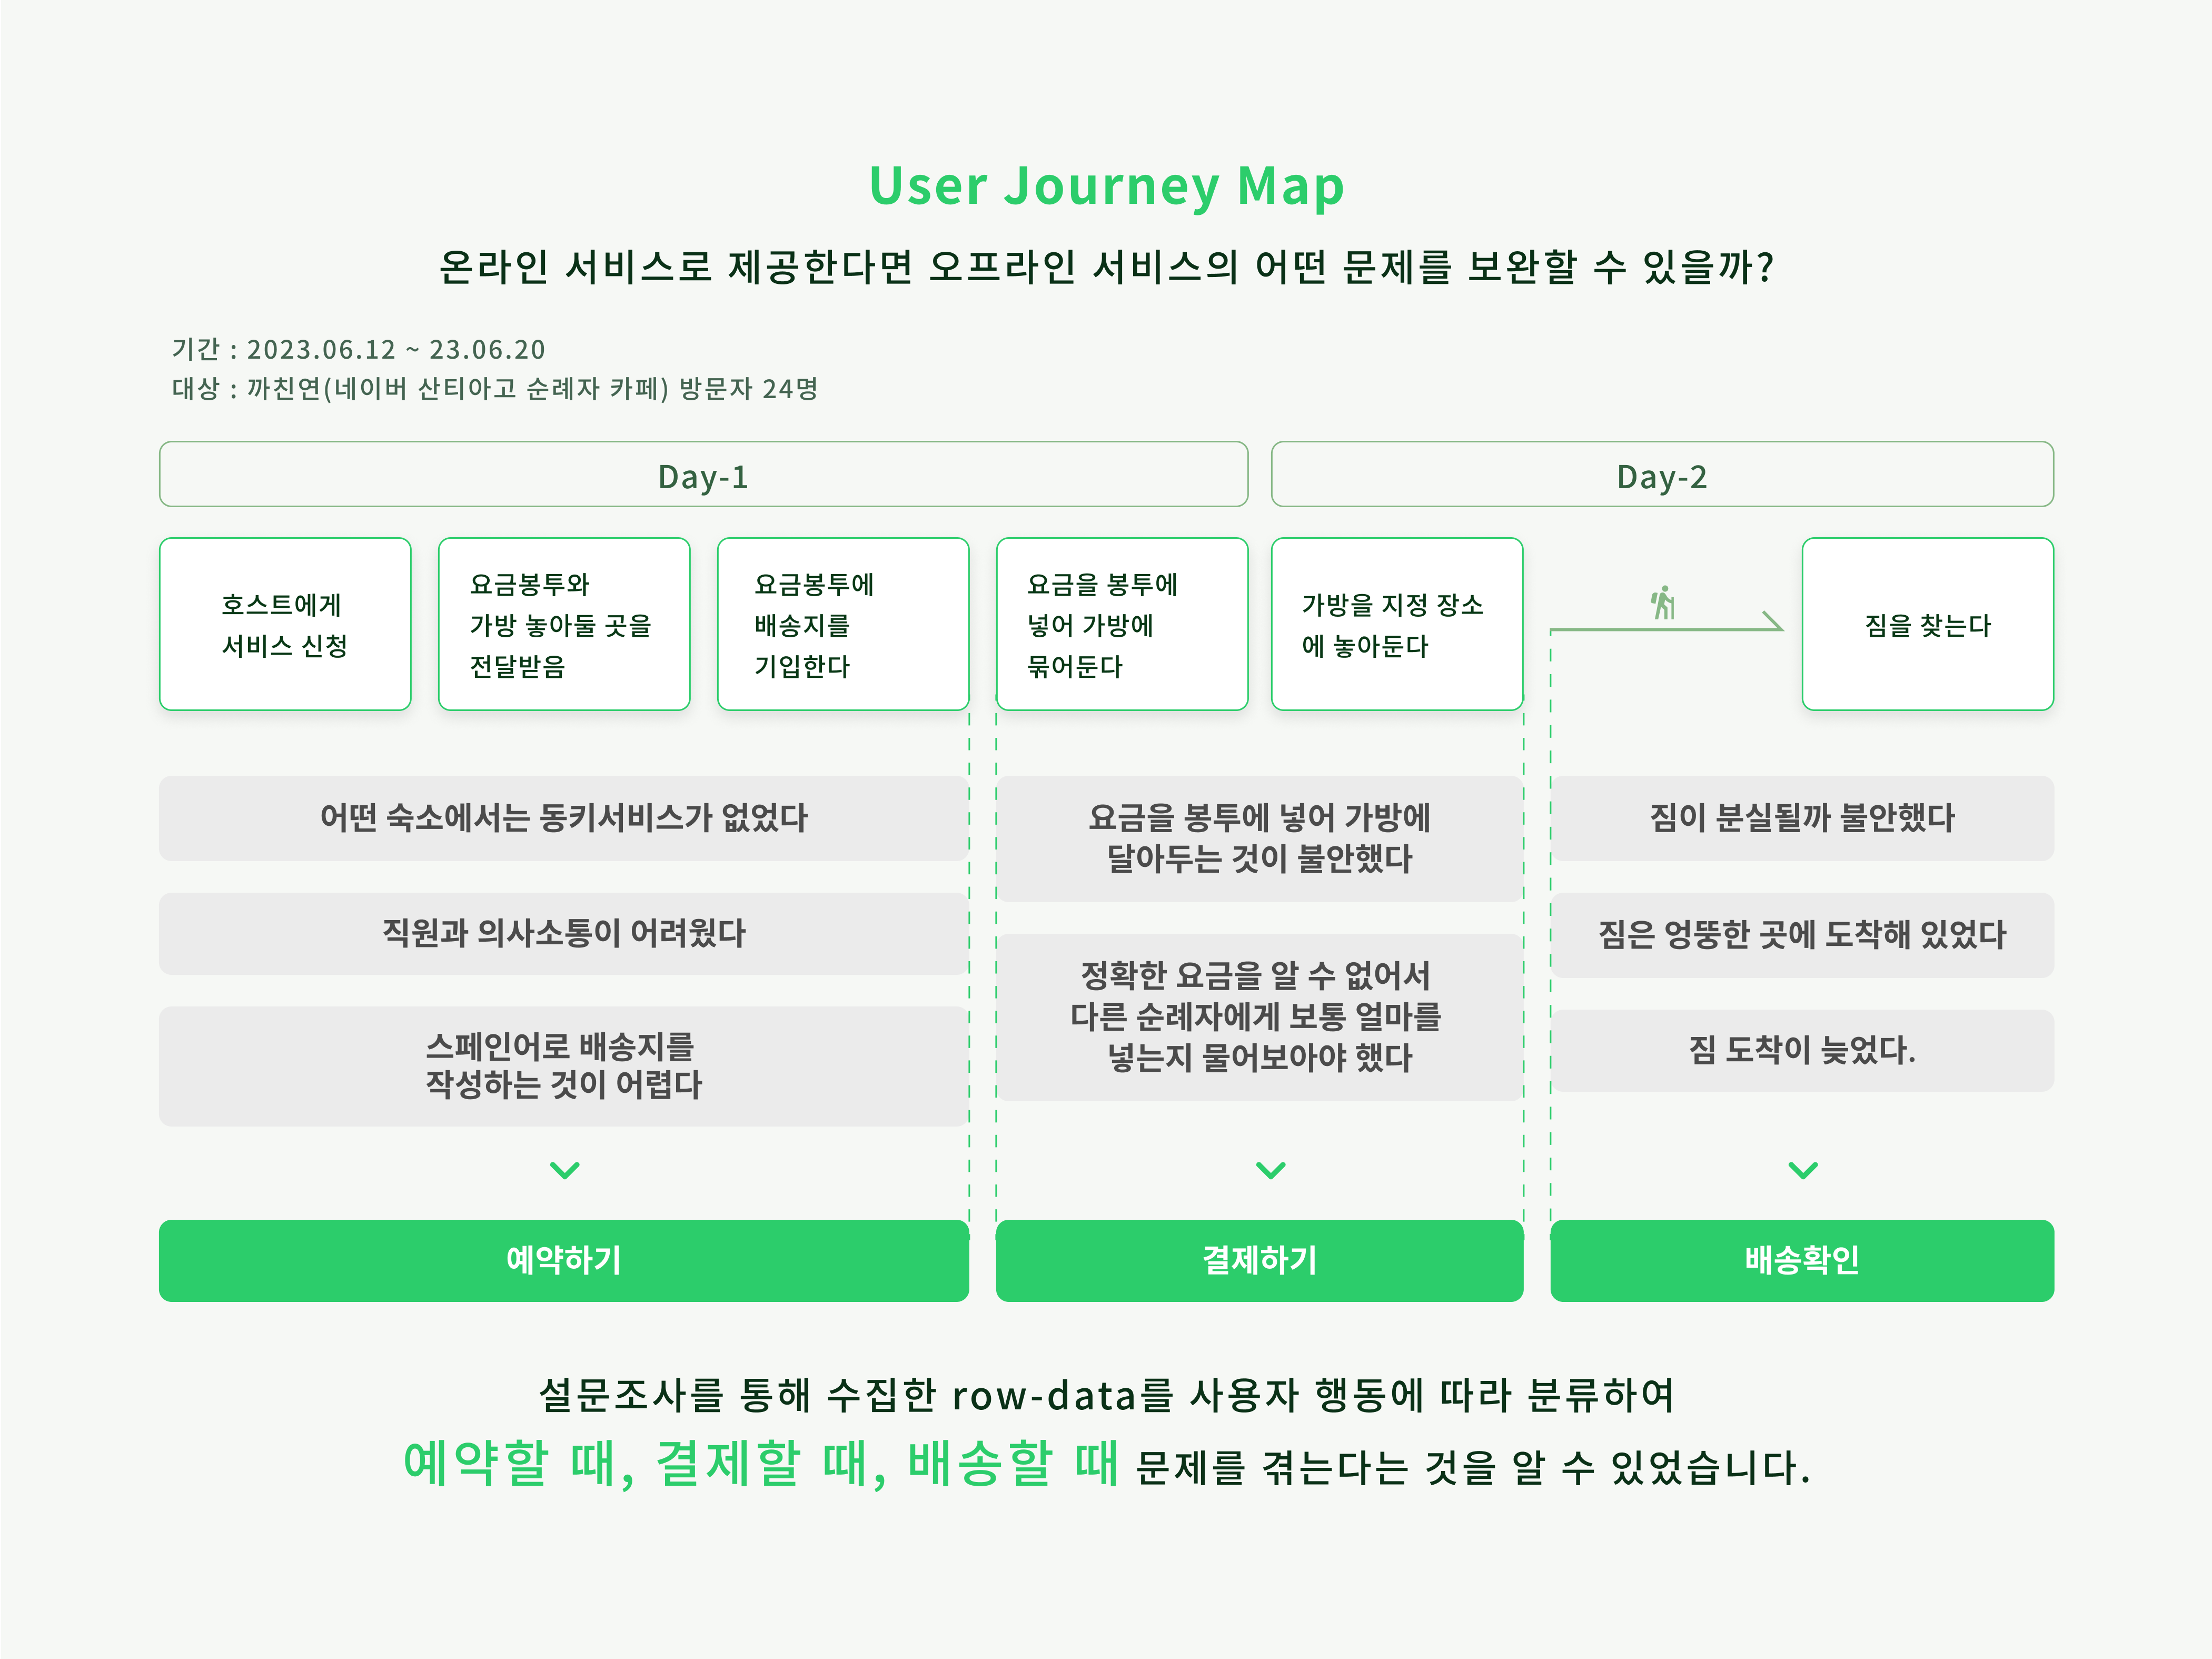 User Journey Map
온라인 서비스로 제공한다면 오프라인 서비스의 어떤 문제를 보완할 수 있을까?
기간 : 2023.06.12 ~ 23.06.20
대상 : 까친연(네이버 산티아고 순례자 카페) 방문자 24명
Day-1
Day-2
호스트에게
서비스 신청
요금봉투와
가방 놓아둘 곳을
전달받음
요금봉투에
배송지를
기입한다
요금을 봉투에
넣어 가방에
묶어둔다
가방을 지정 장소
에 놓아둔다
짐을 찾는다
어떤 숙소에서는 동키서비스가 없었다
직원과 의사소통이 어려웠다
스페인어로 배송지를
작성하는 것이 어렵다
요금을 봉투에 넣어 가방에
달아두는 것이 불안했다
정확한 요금을 알 수 없어서
다른 순례자에게 보통 얼마를
넣는지 물어보아야 했다
짐이 분실될까 불안했다
짐은 엉뚱한 곳에 도착해 있었다
짐 도착이 늦었다.
예약하기
결제하기
배송확인
설문조사를 통해 수집한 row-data를 사용자 행동에 따라 분류하여
예약할 때, 결제할 때, 배송할 때 문제를 겪는다는 것을 알 수 있었습니다.